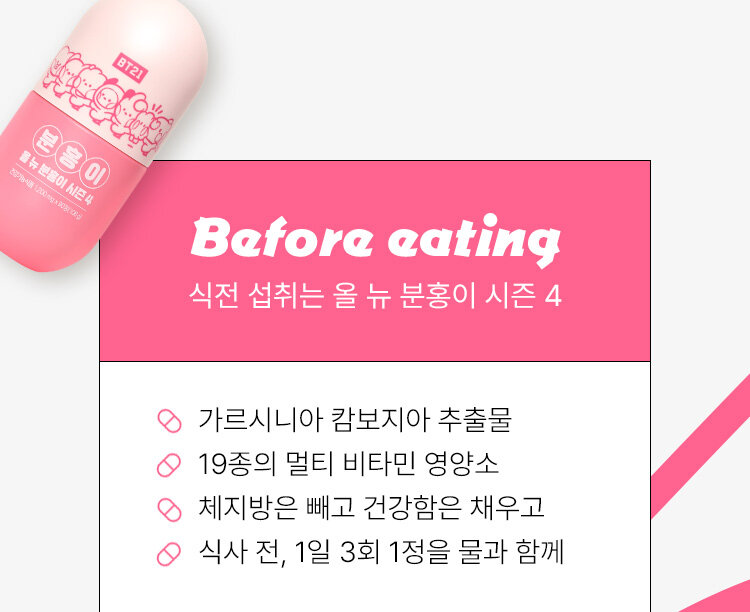 BT21
분홍이
올 뉴 분홍이 시즌 4
Before eating
식전 섭취는 올 뉴 분홍이 시즌 4
가르시니아 캄보지아 추출물
19종의 멀티 비타민 영양소
체지방은 빼고 건강함은 채우고
식사 전, 1일 3회 1정을 물과 함께